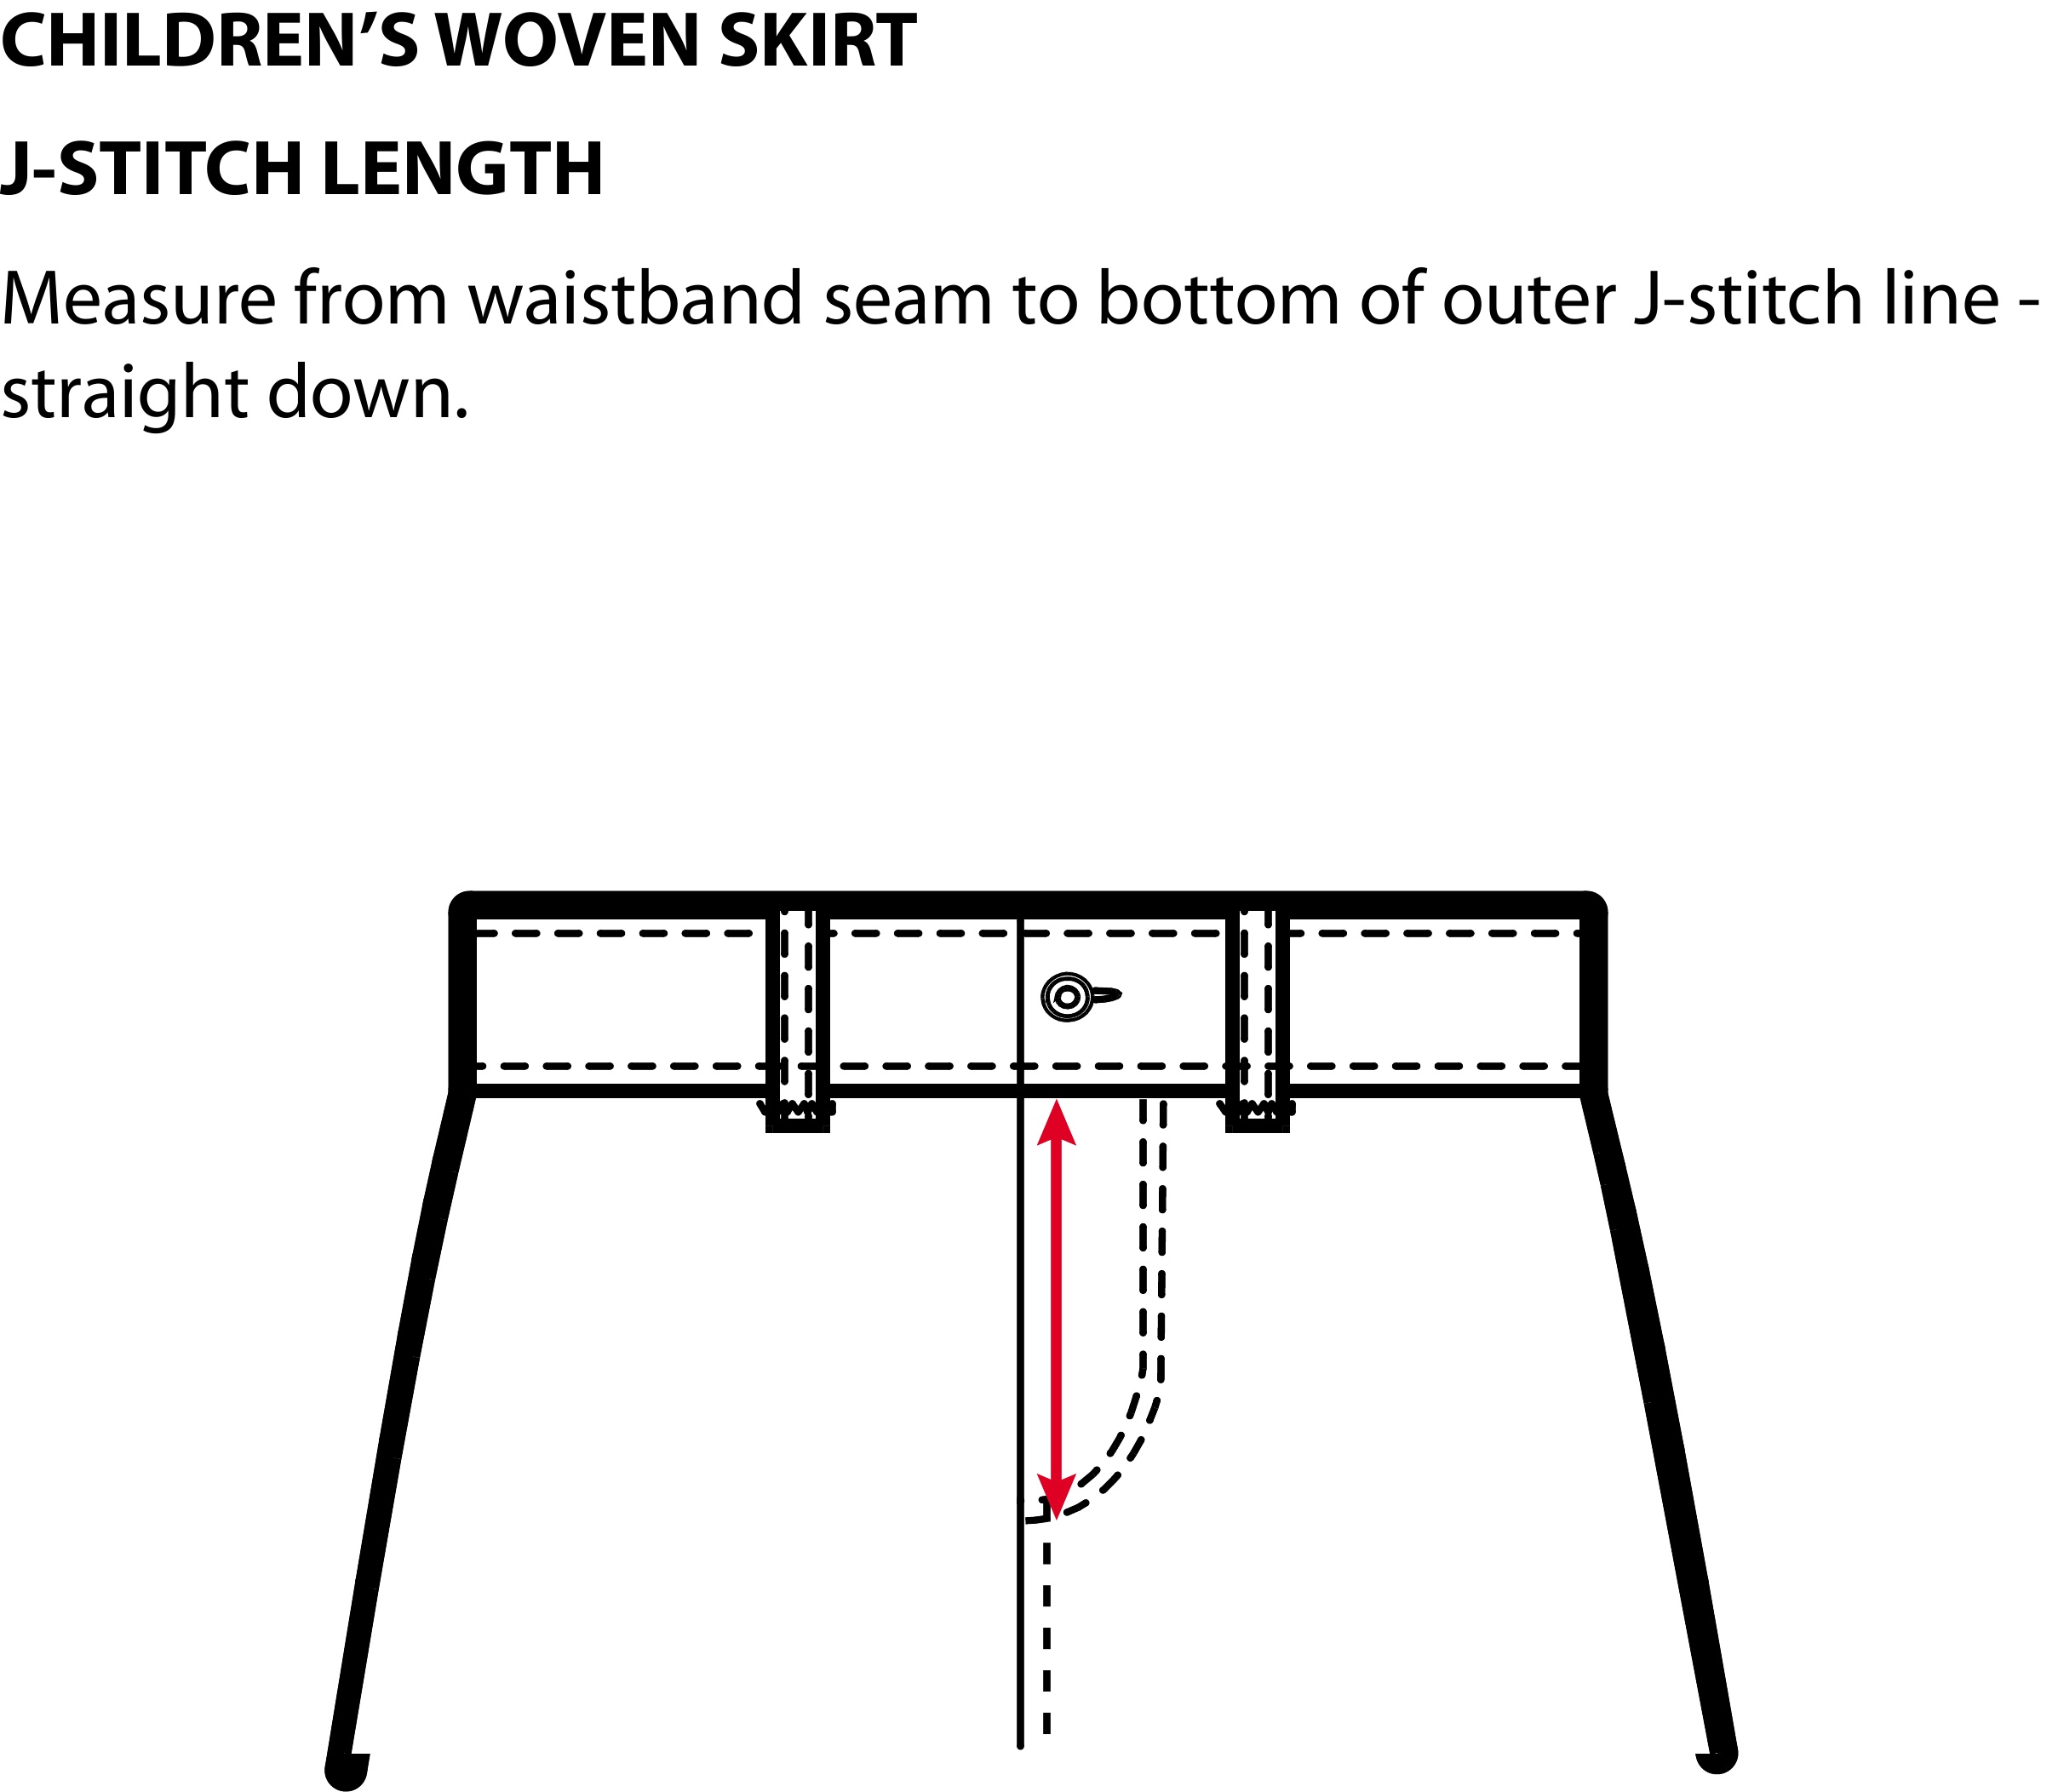 CHILDREN’S WOVEN SKIRT
J-STITCH LENGTH
Measure from waistband seam to bottom of outer J-stitch line -
straight down.